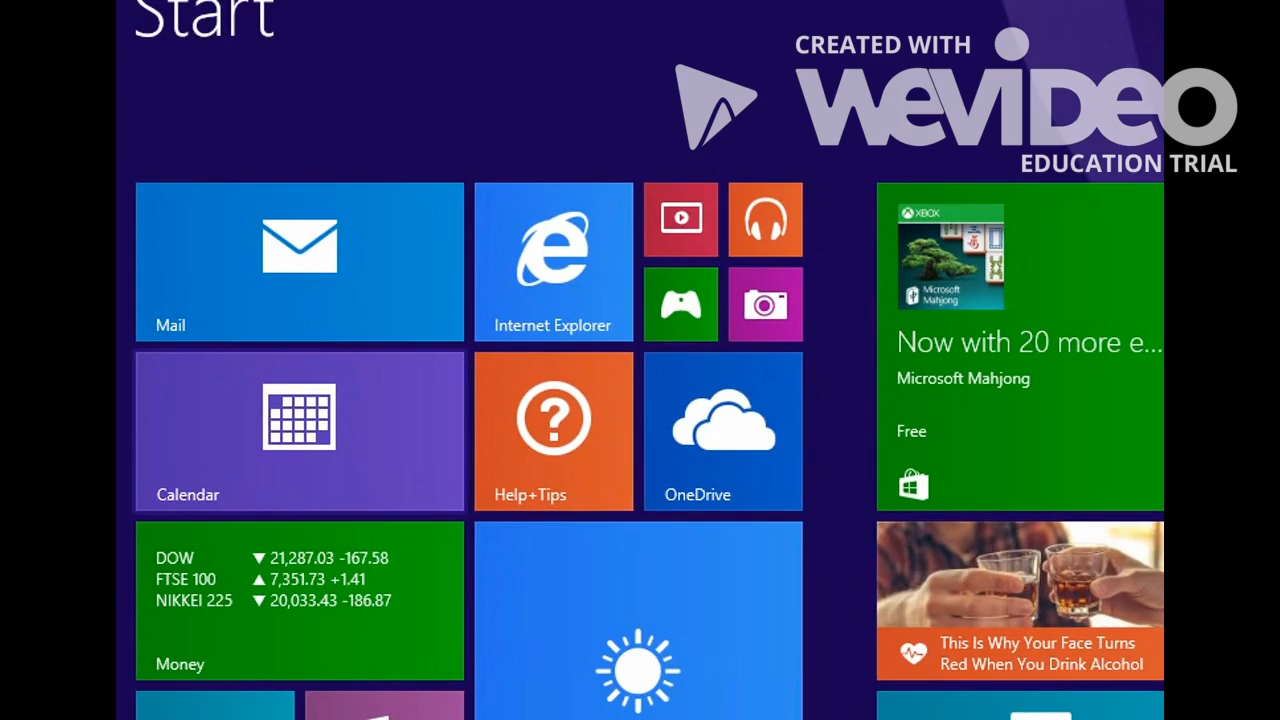 Start
CREATED WITH
WEVIDEO
EDUCATION TRIAL
Mail
Internet Explorer
XBOX
Microsoft
Mahjong
Now with 20 more e...
Microsoft Mahjong
Free
Calendar
Help+Tips
OneDrive
DOW ▼ 21,287.03 -167.58
FTSE 100 ▲ 7,351.73 +1.41
NIKKEI 225 ▼ 20,033.43 -186.87
Money
This Is Why Your Face Turns
Red When You Drink Alcohol